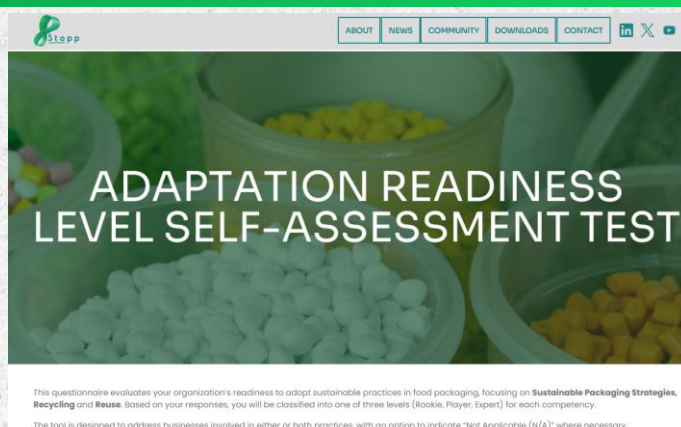 Stopp
ABOUT NEWS COMMUNITY DOWNLOADS CONTACT
ADAPTATION READINESS
LEVEL SELF-ASSESSMENT TEST
This questionnaire evaluates your organization's readiness to adopt sustainable practices in food packaging, focusing on Sustainable Packaging Strategies,
Recycling and Reuse. Based on your responses, you will be classified into one of three levels (Rookie, Player, Expert) for each competency.
The tool is designed to address businesses involved in either or both practices, with an option to indicate "Not Applicable (N/A)" where necessary.